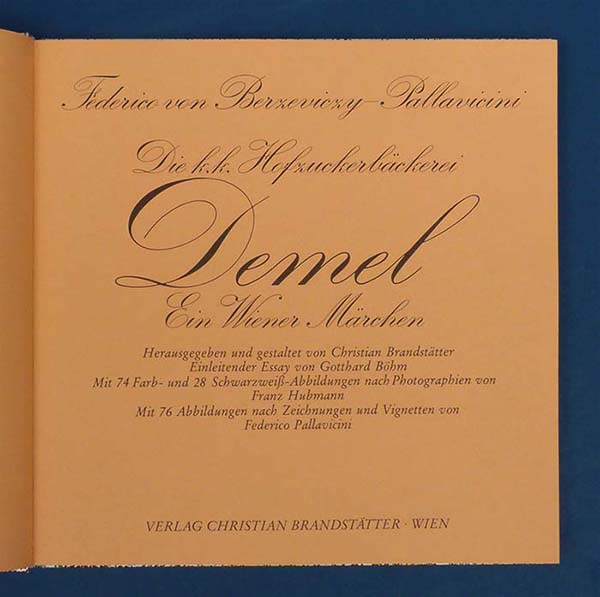 Federico von Berzeviczy-Pallavicini
Die k.k. Hofzuckerbäckerei
Demel
Ein Wiener Märchen
Herausgegeben und gestaltet von Christian Brandstätter
Einleitender Essay von Gotthard Böhm
Mit 74 Farb- und 28 Schwarzweiß-Abbildungen nach Photographien von
Franz Hubmann
Mit 76 Abbildungen nach Zeichnungen und Vignetten von
Federico Pallavicini
VERLAG CHRISTIAN BRANDSTÄTTER · WIEN